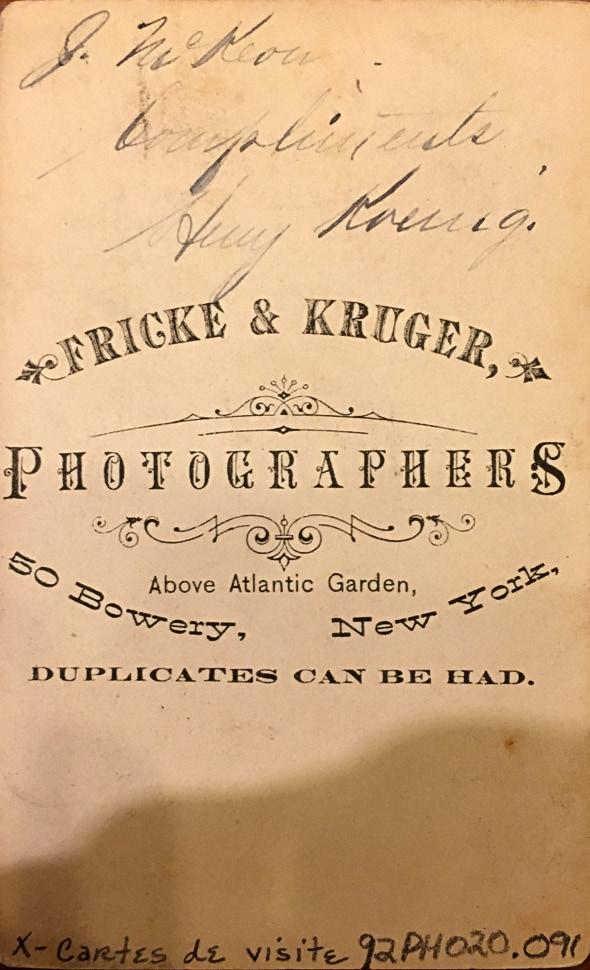 J. McKeon.
Compliments
Henry Koenig.
FRICKE & KRUGER,
PHOTOGRAPHERS
Above Atlantic Garden,
50 Bowery, New York,
DUPLICATES CAN BE HAD.
X- Cartes de visite 92PH020.091